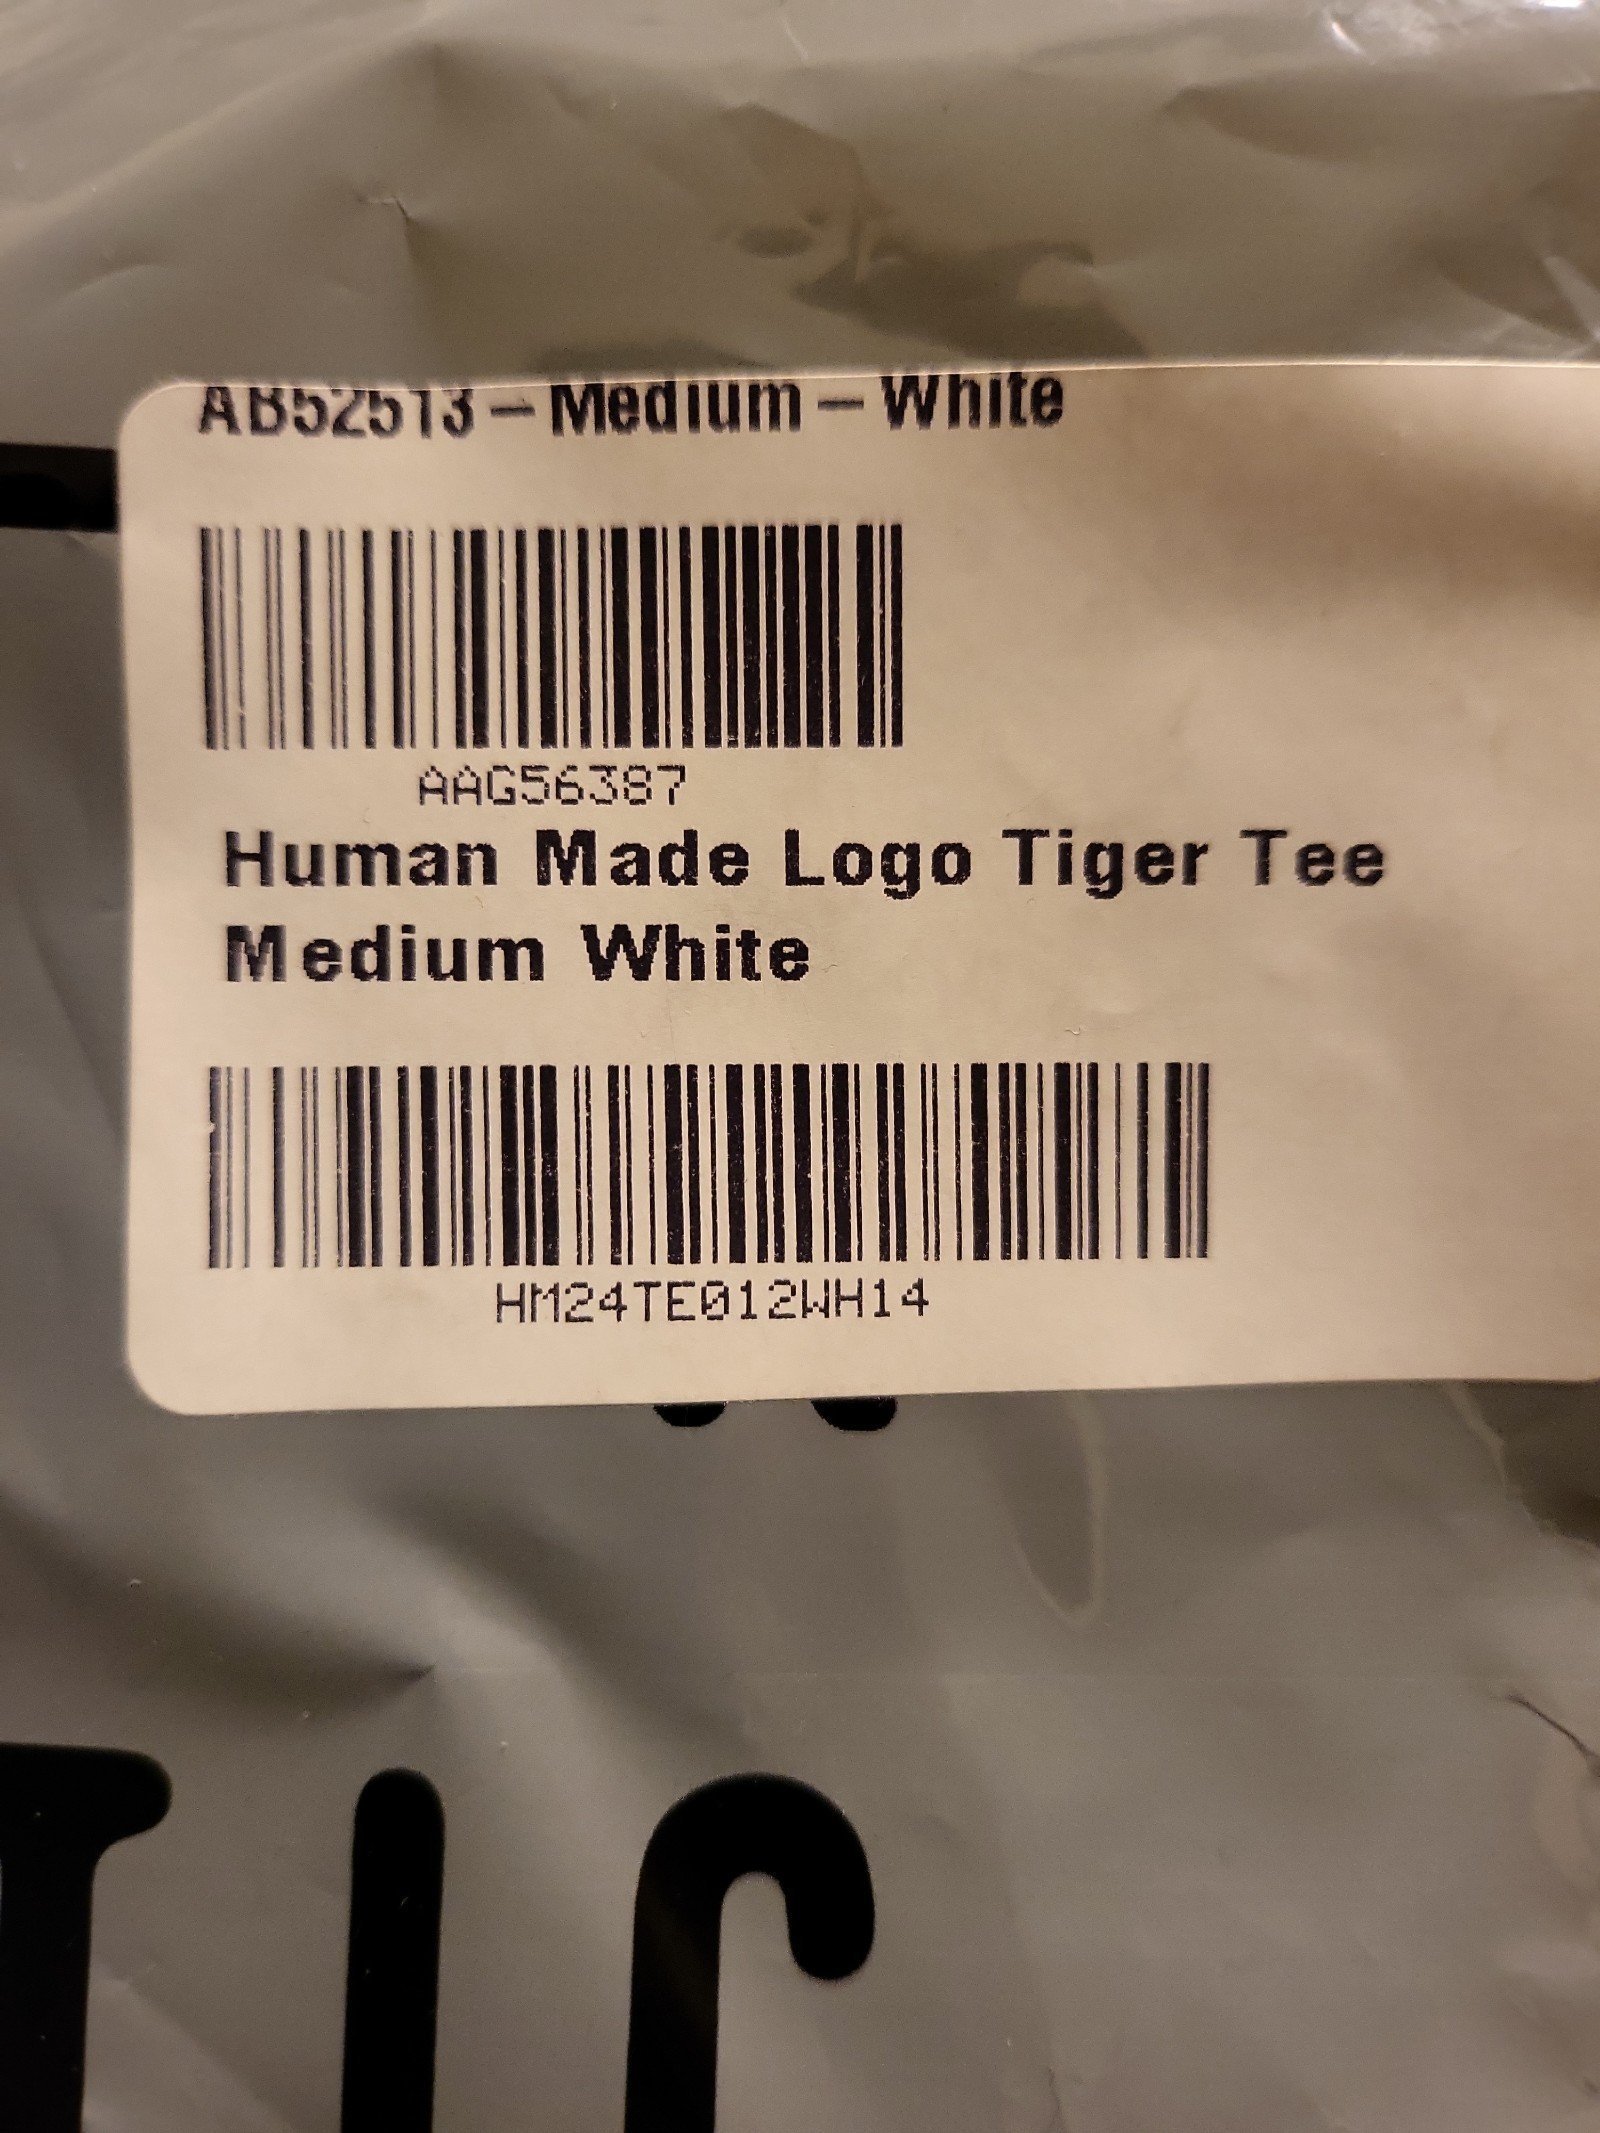 AB52513 – Medium – White
AAG56387
Human Made Logo Tiger Tee
Medium White
HM24TE012WH14